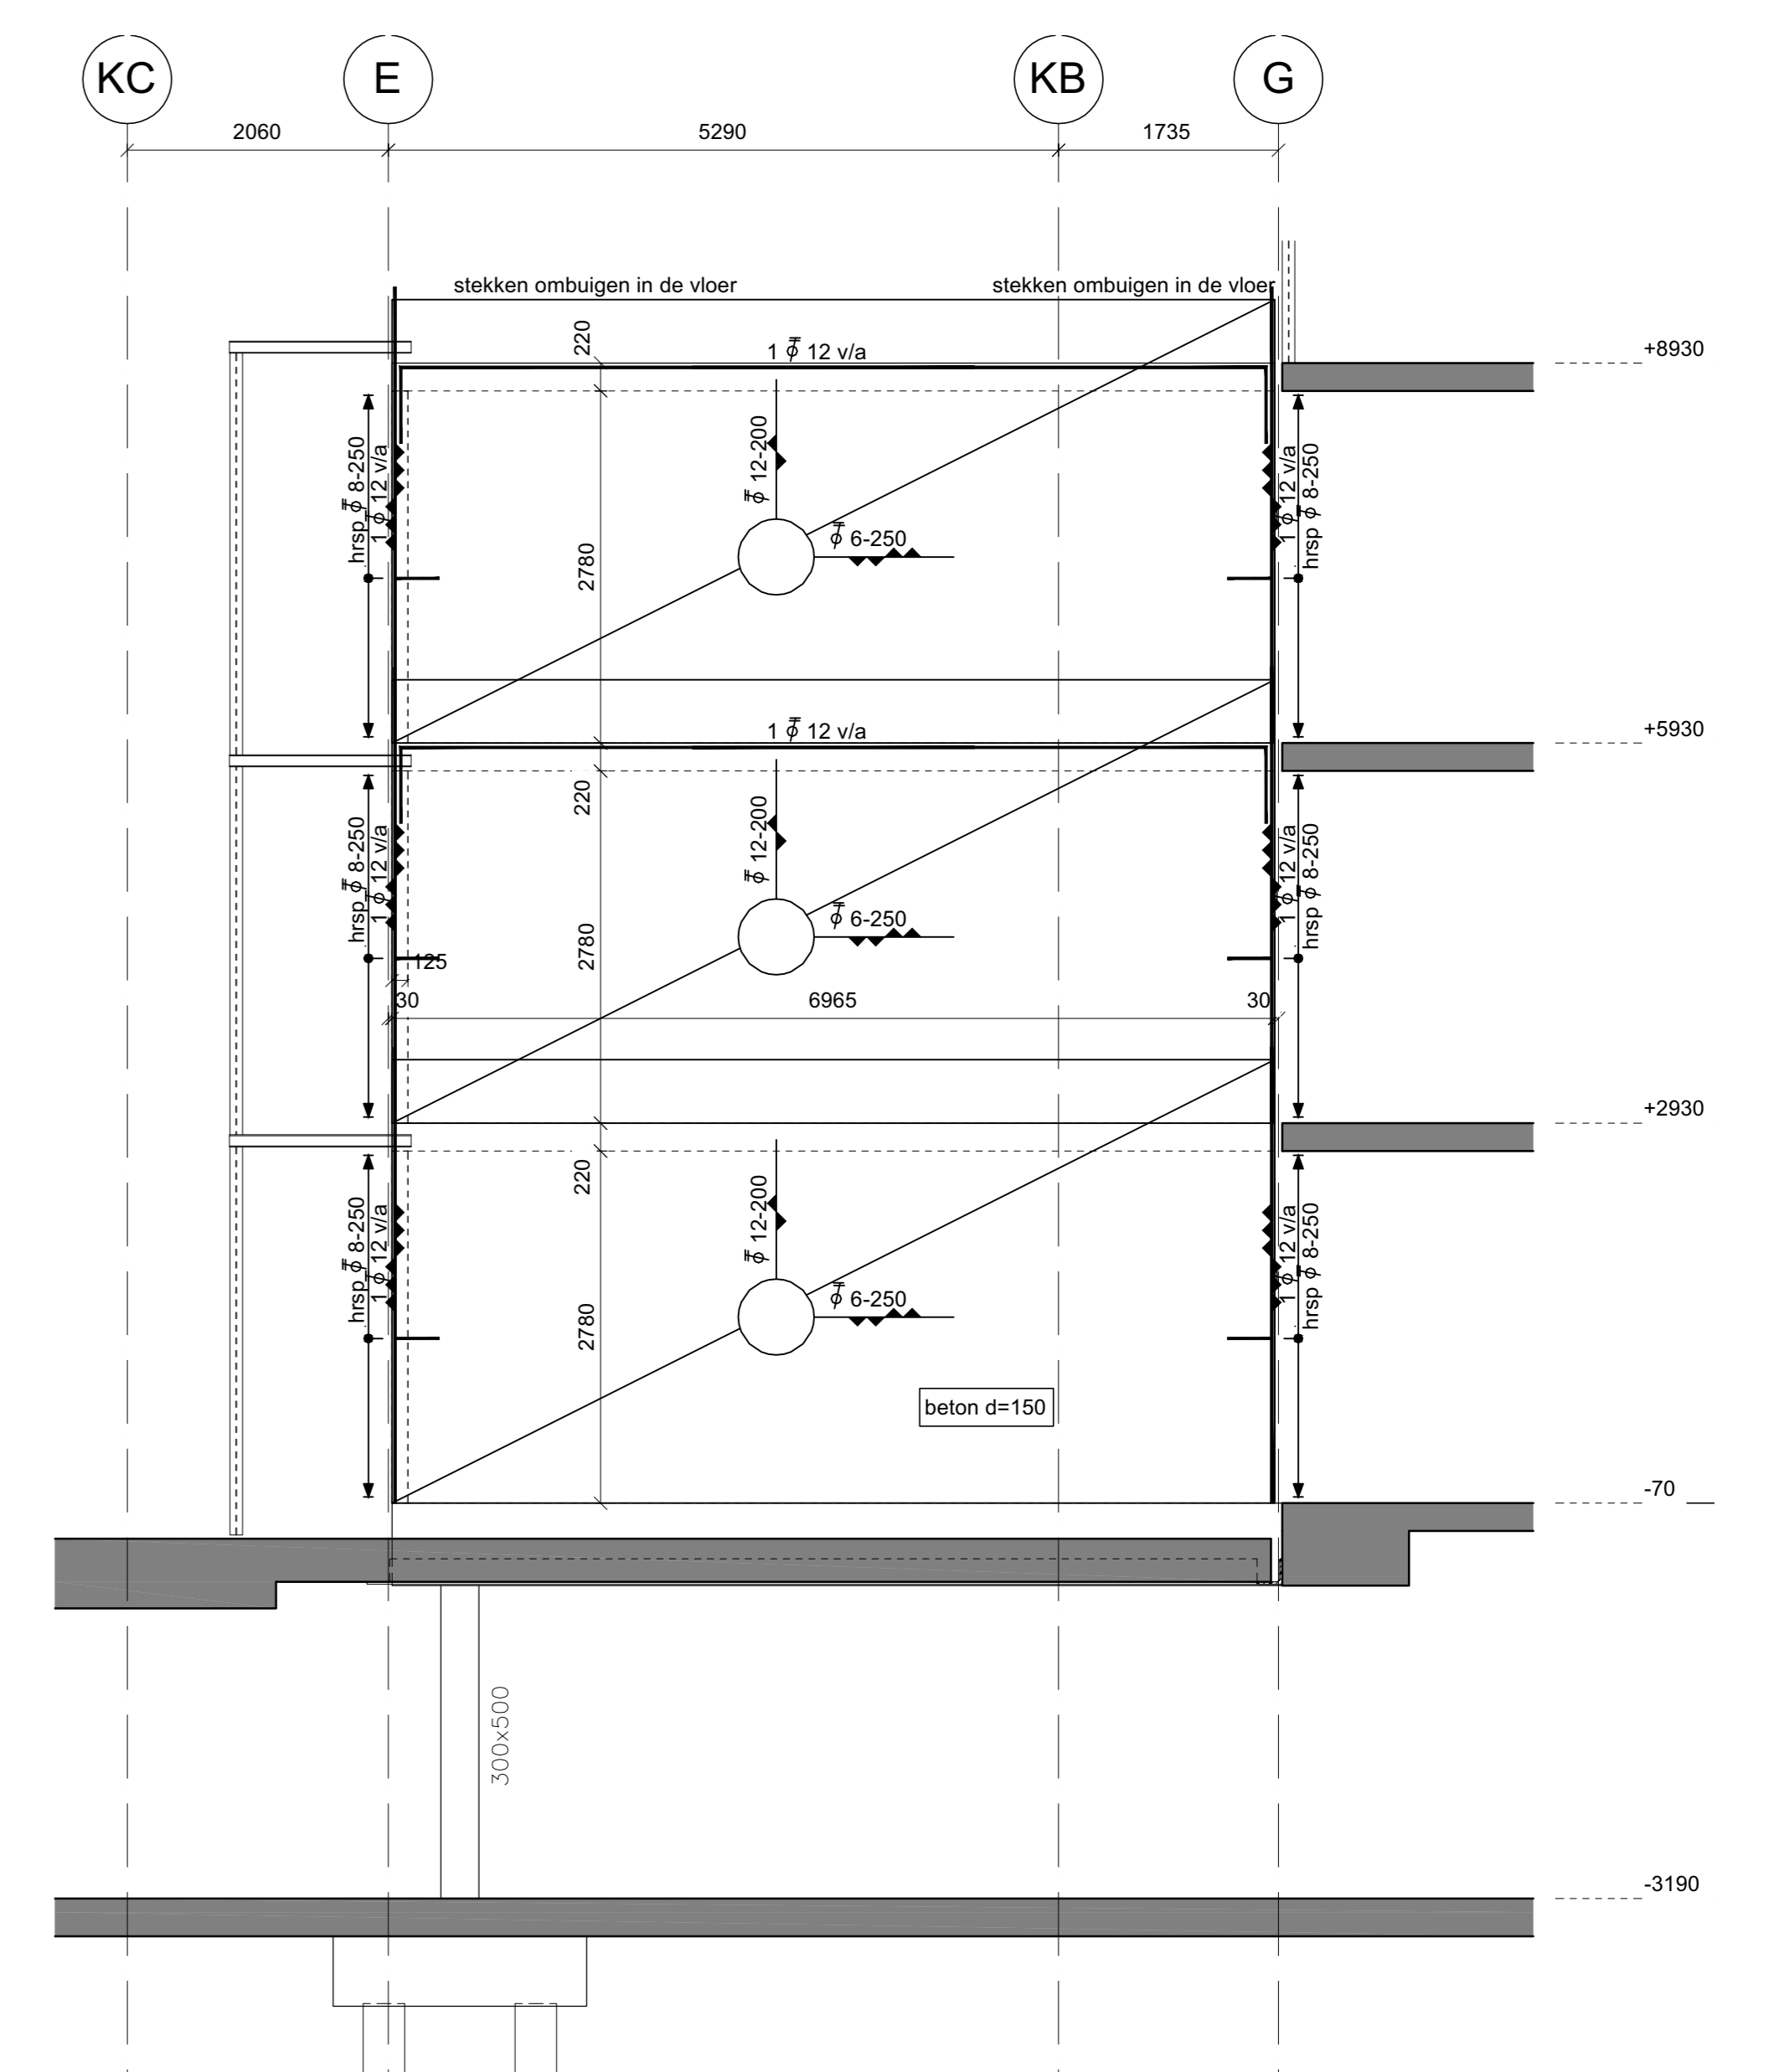 KC E KB G
2060 5290 1735
stekken ombuigen in de vloer stekken ombuigen in de vloer
220
1 ϕ 12 v/a
+8930
hrsp ϕ 8-250
1 ϕ 12 v/a
2780
ϕ 12-200
ϕ 6-250
1 ϕ 12 v/a
hrsp ϕ 8-250
1 ϕ 12 v/a
+5930
220
hrsp ϕ 8-250
1 ϕ 12 v/a
2780
ϕ 12-200
ϕ 6-250
1 ϕ 12 v/a
hrsp ϕ 8-250
125
30 6965 30
+2930
220
hrsp ϕ 8-250
1 ϕ 12 v/a
2780
ϕ 12-200
ϕ 6-250
1 ϕ 12 v/a
hrsp ϕ 8-250
beton d=150
-70
300x500
-3190